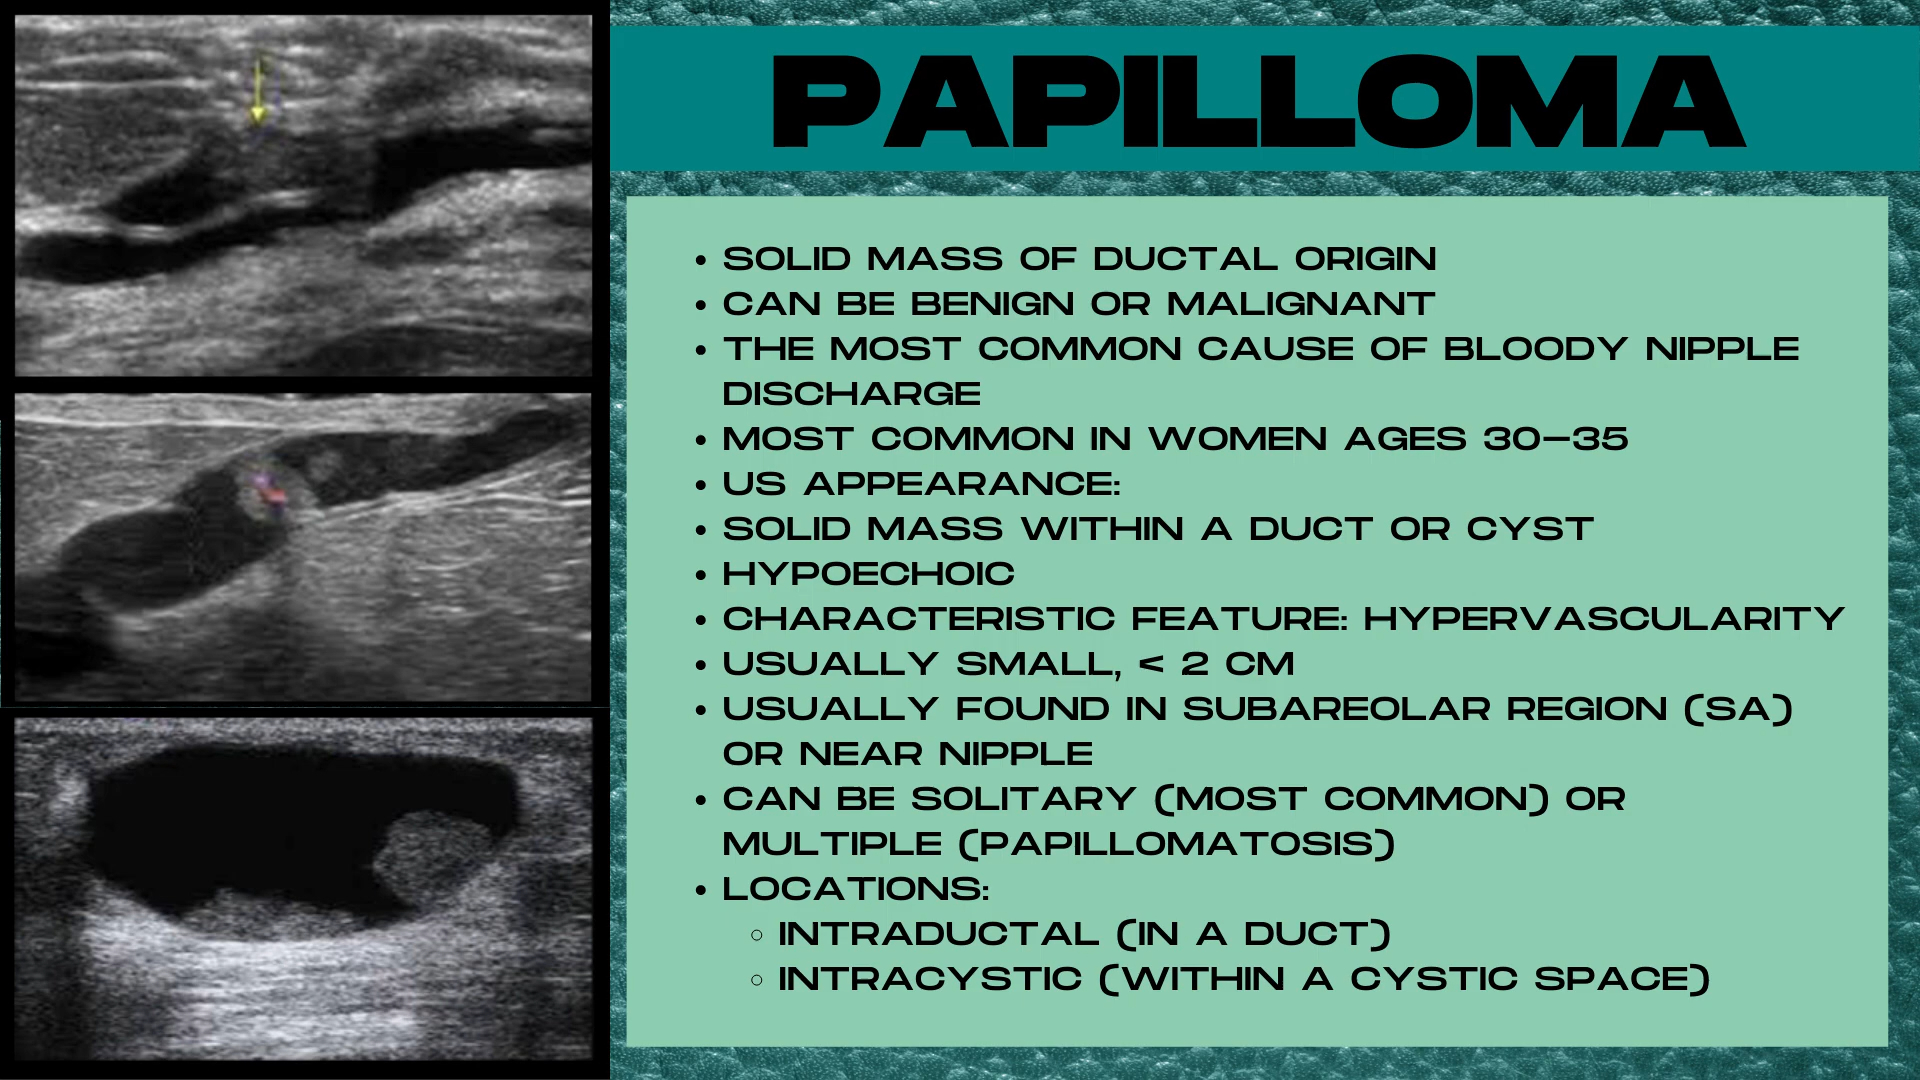 PAPILLOMA
• SOLID MASS OF DUCTAL ORIGIN
• CAN BE BENIGN OR MALIGNANT
• THE MOST COMMON CAUSE OF BLOODY NIPPLE
DISCHARGE
• MOST COMMON IN WOMEN AGES 30–35
• US APPEARANCE:
• SOLID MASS WITHIN A DUCT OR CYST
• HYPOECHOIC
• CHARACTERISTIC FEATURE: HYPERVASCULARITY
• USUALLY SMALL, < 2 CM
• USUALLY FOUND IN SUBAREOLAR REGION (SA)
OR NEAR NIPPLE
• CAN BE SOLITARY (MOST COMMON) OR
MULTIPLE (PAPILLOMATOSIS)
• LOCATIONS:
◦ INTRADUCTAL (IN A DUCT)
◦ INTRACYSTIC (WITHIN A CYSTIC SPACE)